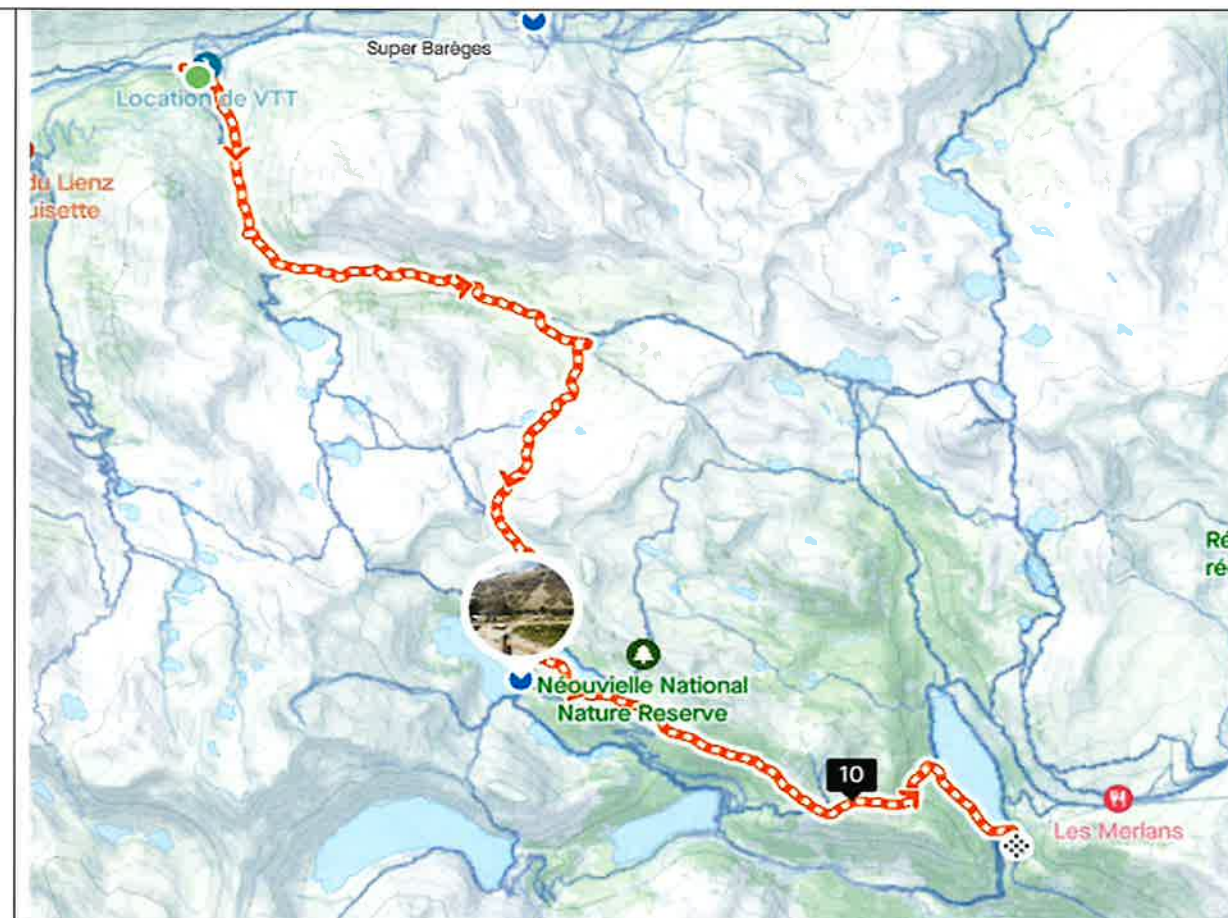 Super Barèges
Location de VTT
du Lienz
uisette
Ré
ré
Néouvielle National
Nature Reserve
10
Les Merlans